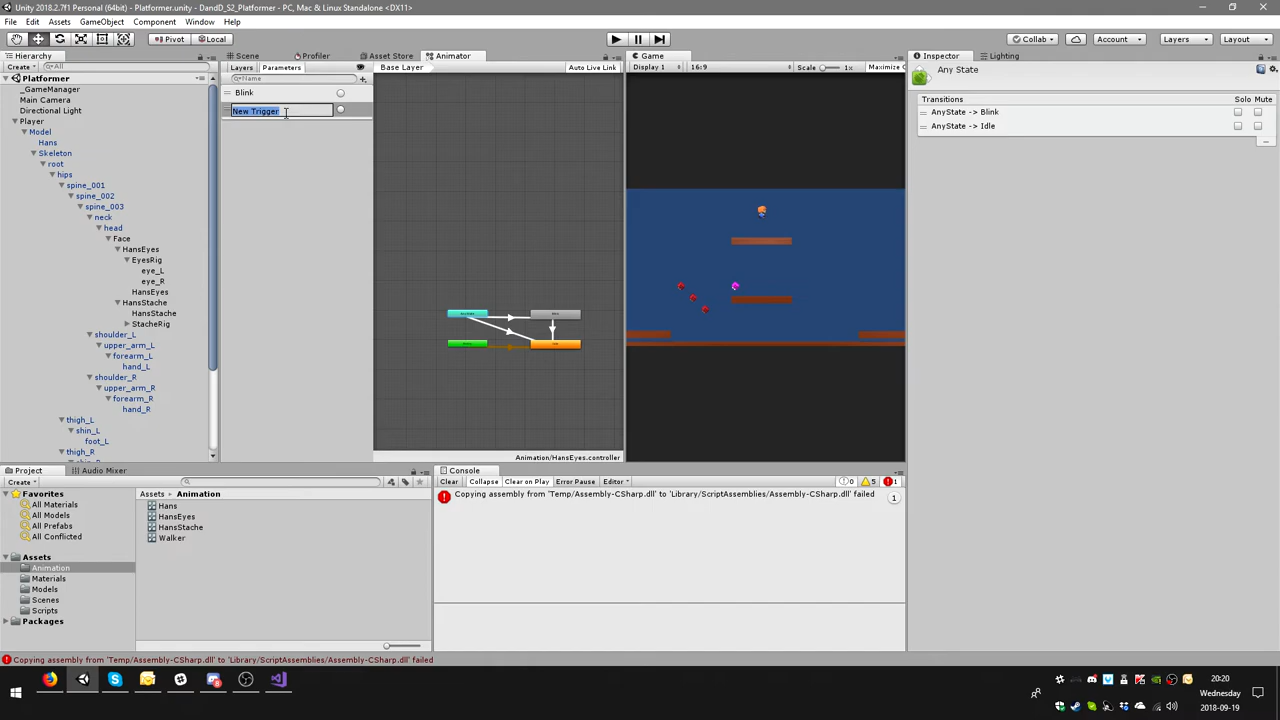 Unity 2018.2.7f1 Personal (64bit) - Platformer.unity - DandD_S2_Platformer - PC, Mac & Linux Standalone <DX11>
File Edit Assets GameObject Component Window Help
Pivot Local Collab Account Layers Layout
Hierarchy Scene Profiler Asset Store Animator Game Inspector Lighting
Create All Layers Parameters Base Layer Auto Live Link Display 1 16:9 Scale 1x Maximize Any State
Platformer Name
_GameManager Blink
Main Camera
Directional Light New Trigger
Player
Model
Hans
Skeleton
root
hips
spine_001
spine_002
spine_003
neck
head
Face
HansEyes
EyesRig
eye_L
eye_R
HansEyes
HansStache
HansStache
StacheRig
shoulder_L
upper_arm_L
forearm_L
hand_L
shoulder_R
upper_arm_R
forearm_R
hand_R
thigh_L
shin_L
foot_L
thigh_R
Transitions Solo Mute
AnyState -> Blink
AnyState -> Idle
Animation/HansEyes.controller
Project Audio Mixer Console
Create Clear Collapse Clear on Play Error Pause Editor 0 5 1
Favorites Assets Animation
All Materials
All Models
All Prefabs
All Conflicted
Hans
HansEyes
HansStache
Walker
Copying assembly from 'Temp/Assembly-CSharp.dll' to 'Library/ScriptAssemblies/Assembly-CSharp.dll' failed 1
Assets
Animation
Materials
Models
Scenes
Scripts
Packages
Copying assembly from 'Temp/Assembly-CSharp.dll' to 'Library/ScriptAssemblies/Assembly-CSharp.dll' failed
20:20
Wednesday
2018-09-19